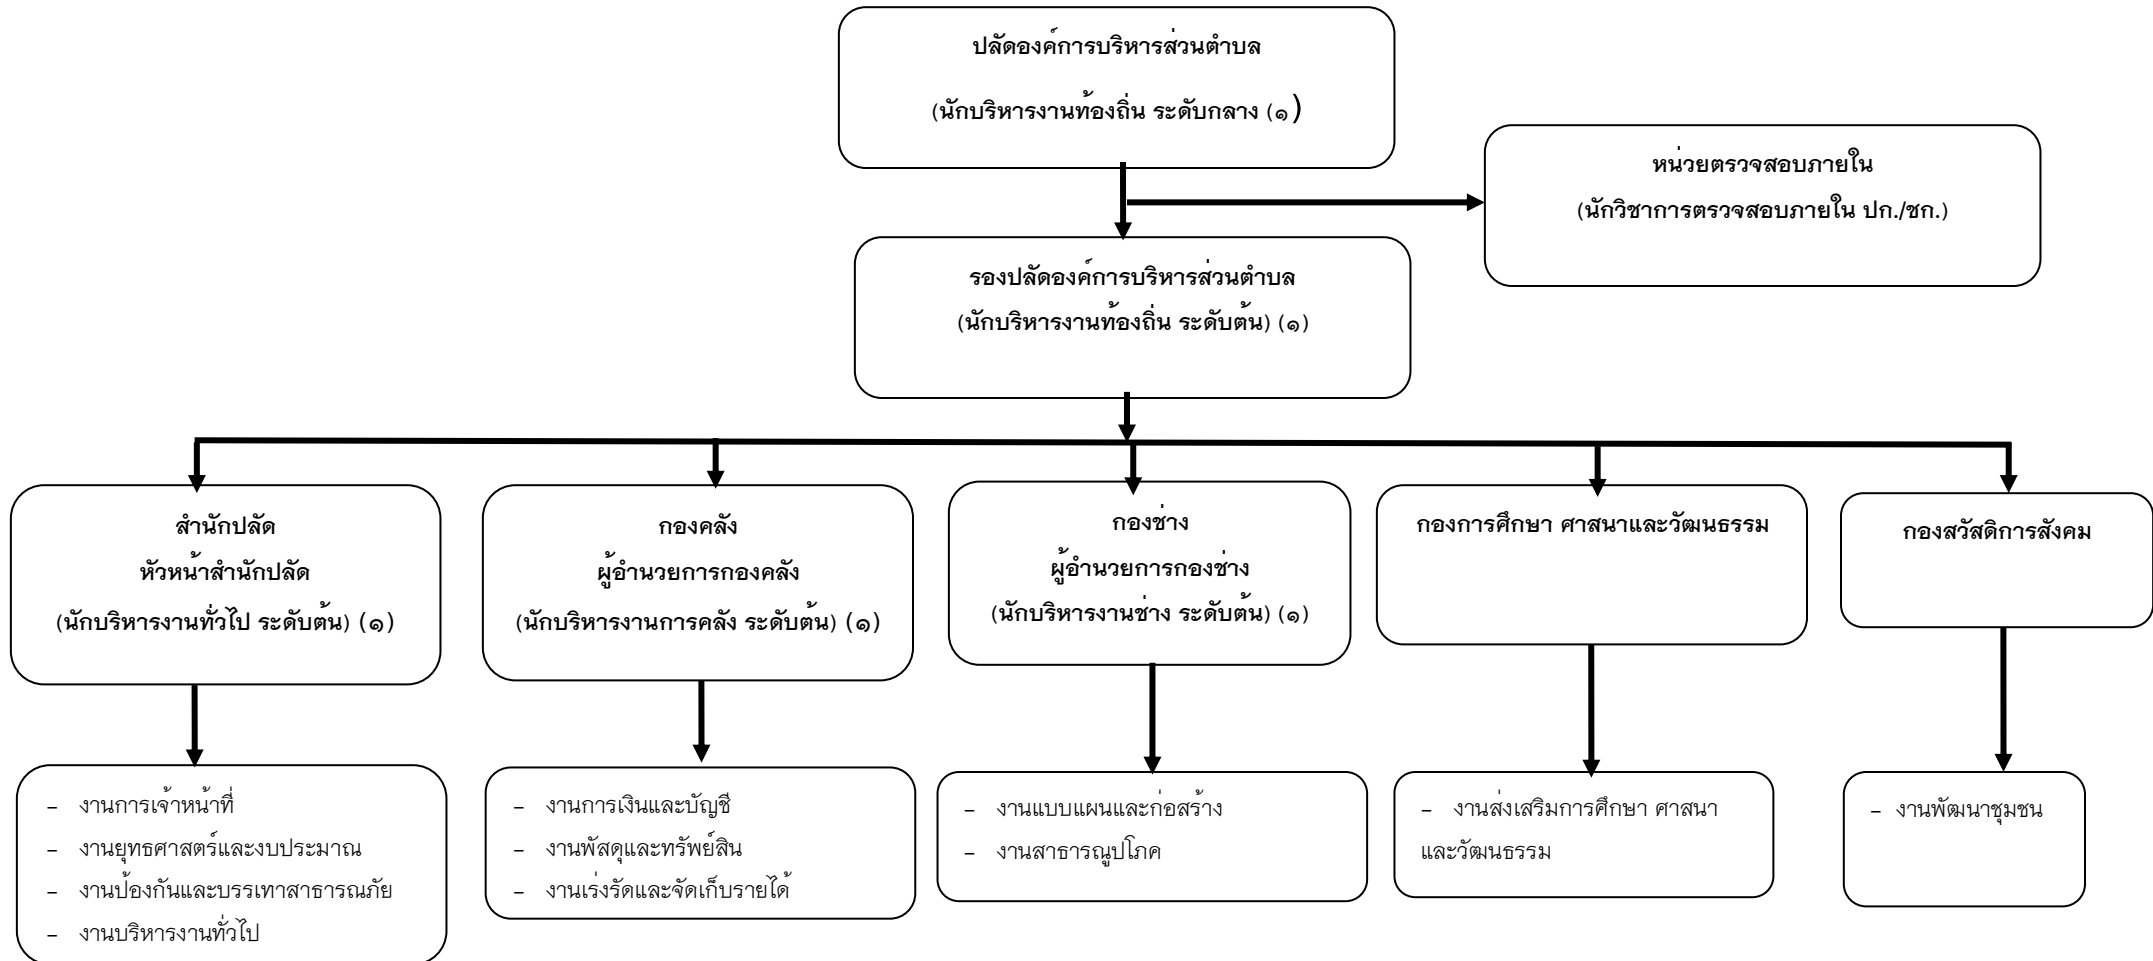 ปลัดองค์การบริหารส่วนตำบล
(นักบริหารงานท้องถิ่น ระดับกลาง (๑)
หน่วยตรวจสอบภายใน
(นักวิชาการตรวจสอบภายใน ปก./ชก.)
รองปลัดองค์การบริหารส่วนตำบล
(นักบริหารงานท้องถิ่น ระดับต้น) (๑)
สำนักปลัด
หัวหน้าสำนักปลัด
(นักบริหารงานทั่วไป ระดับต้น) (๑)
กองคลัง
ผู้อำนวยการกองคลัง
(นักบริหารงานการคลัง ระดับต้น) (๑)
กองช่าง
ผู้อำนวยการกองช่าง
(นักบริหารงานช่าง ระดับต้น) (๑)
กองการศึกษา ศาสนาและวัฒนธรรม
กองสวัสดิการสังคม
- งานการเจ้าหน้าที่
- งานยุทธศาสตร์และงบประมาณ
- งานป้องกันและบรรเทาสาธารณภัย
- งานบริหารงานทั่วไป
- งานการเงินและบัญชี
- งานพัสดุและทรัพย์สิน
- งานเร่งรัดและจัดเก็บรายได้
- งานแบบแผนและก่อสร้าง
- งานสาธารณูปโภค
- งานส่งเสริมการศึกษา ศาสนา
และวัฒนธรรม
- งานพัฒนาชุมชน